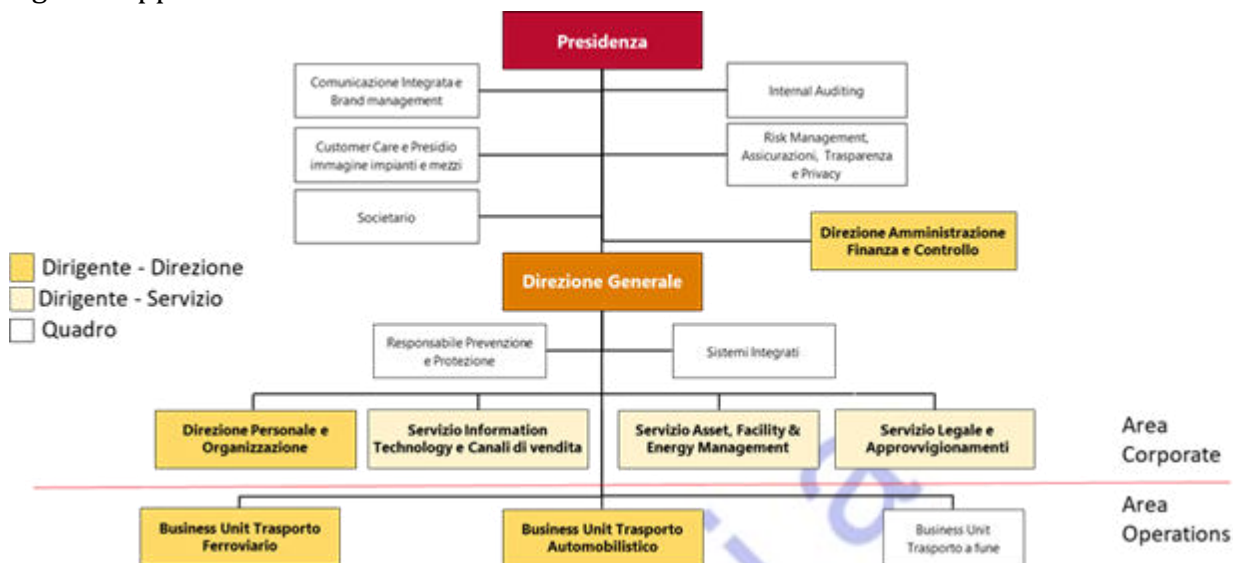 Presidenza
Comunicazione Integrata e
Brand management
Internal Auditing
Customer Care e Presidio
immagine impianti e mezzi
Risk Management,
Assicurazioni, Trasparenza
e Privacy
Societario
Direzione Amministrazione
Finanza e Controllo
Dirigente - Direzione
Dirigente - Servizio
Quadro
Direzione Generale
Responsabile Prevenzione
e Protezione
Sistemi Integrati
Direzione Personale e
Organizzazione
Servizio Information
Technology e Canali di vendita
Servizio Asset, Facility &
Energy Management
Servizio Legale e
Approvvigionamenti
Area
Corporate
Business Unit Trasporto
Ferroviario
Business Unit Trasporto
Automobilistico
Business Unit
Trasporto a fune
Area
Operations